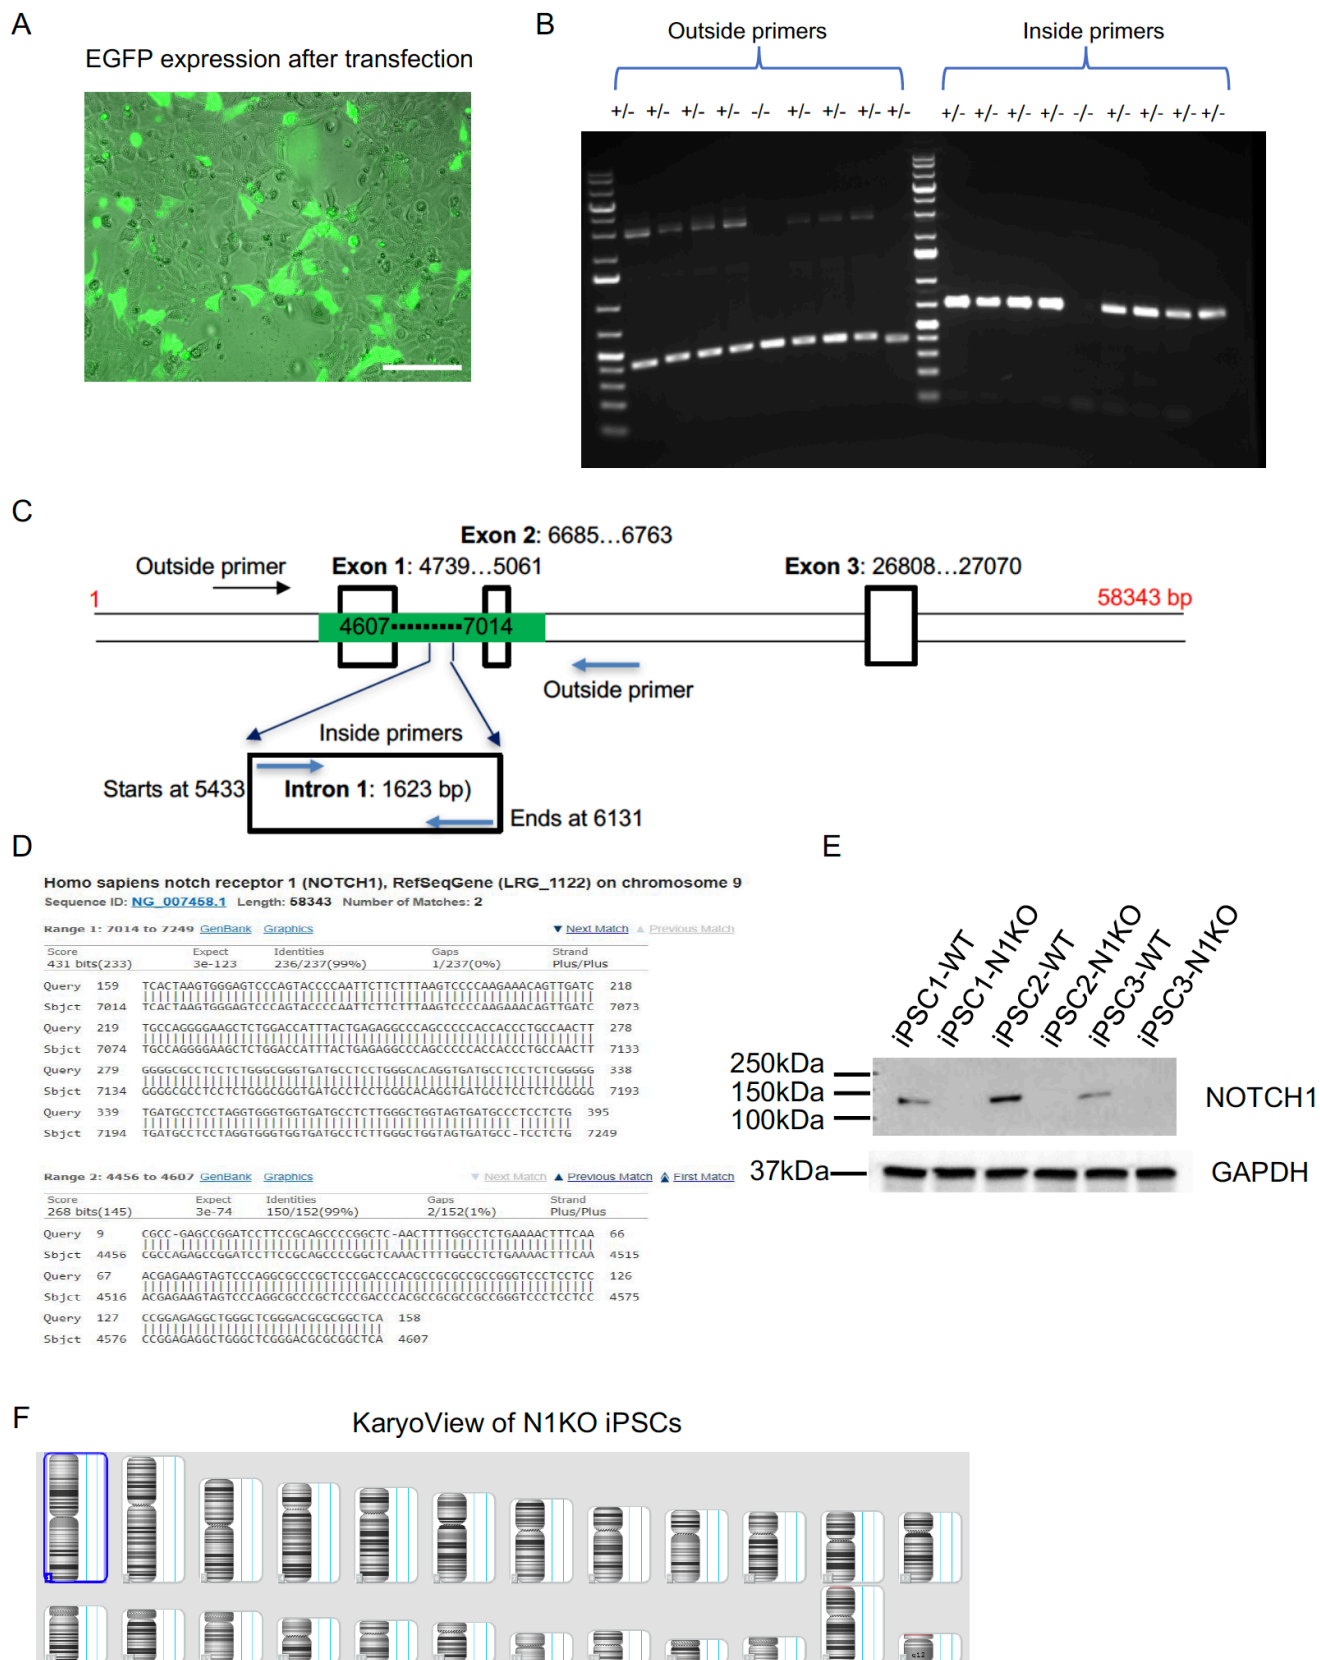 A
EGFP expression after transfection
B
Outside primers
Inside primers
+/- +/- +/- +/- -/- +/- +/- +/- +/-
+/- +/- +/- +/- -/- +/- +/- +/- +/-
C
Exon 2: 6685...6763
Outside primer
Exon 1: 4739...5061
Exon 3: 26808...27070
1
58343 bp
4607 7014
Outside primer
Inside primers
Starts at 5433
Intron 1: 1623 bp)
Ends at 6131
D
Homo sapiens notch receptor 1 (NOTCH1), RefSeqGene (LRG_1122) on chromosome 9
Sequence ID: NG_007458.1 Length: 58343 Number of Matches: 2
Range 1: 7014 to 7249 GenBank Graphics ▼ Next Match ▲ Previous Match
Score Expect Identities Gaps Strand
431 bits(233) 3e-123 236/237(99%) 1/237(0%) Plus/Plus
Query 159 TCACTAAGTGGGAGTCCCAGTACCCCAATTCTTCTTTAAGTCCCCAAGAAACAGTTGATC 218
Sbjct 7014 TCACTAAGTGGGAGTCCCAGTACCCCAATTCTTCTTTAAGTCCCCAAGAAACAGTTGATC 7073
Query 219 TGCCAGGGGAAGCTCTGGACCATTTACTGAGAGGCCCAGCCCCCACCACCCTGCCAACTT 278
Sbjct 7074 TGCCAGGGGAAGCTCTGGACCATTTACTGAGAGGCCCAGCCCCCACCACCCTGCCAACTT 7133
Query 279 GGGGCGCCTCCTCTGGGCGGGTGATGCCTCCTGGGCACAGGTGATGCCTCCTCTCGGGGG 338
Sbjct 7134 GGGGCGCCTCCTCTGGGCGGGTGATGCCTCCTGGGCACAGGTGATGCCTCCTCTCGGGGG 7193
Query 339 TGATGCCTCCTAGGTGGGTGGTGATGCCTCTTGGGCTGGTAGTGATGCCCTCCTCTG 395
Sbjct 7194 TGATGCCTCCTAGGTGGGTGGTGATGCCTCTTGGGCTGGTAGTGATGCC-TCCTCTG 7249
Range 2: 4456 to 4607 GenBank Graphics ▼ Next Match ▲ Previous Match First Match
Score Expect Identities Gaps Strand
268 bits(145) 3e-74 150/152(99%) 2/152(1%) Plus/Plus
Query 9 CGCC-GAGCCGGATCCTTCCGCAGCCCCGGCTC-AACTTTTGGCCTCTGAAAACTTTCAA 66
Sbjct 4456 CGCCAGAGCCGGATCCTTCCGCAGCCCCGGCTCAAACTTTTGGCCTCTGAAAACTTTCAA 4515
Query 67 ACGAGAAGTAGTCCCAGGCGCCCGCTCCCGACCCACGCCGCGCCGCCGGGTCCCTCCTCC 126
Sbjct 4516 ACGAGAAGTAGTCCCAGGCGCCCGCTCCCGACCCACGCCGCGCCGCCGGGTCCCTCCTCC 4575
Query 127 CCGGAGAGGCTGGGCTCGGGACGCGCGGCTCA 158
Sbjct 4576 CCGGAGAGGCTGGGCTCGGGACGCGCGGCTCA 4607
E
iPSC1-WT
iPSC1-N1KO
iPSC2-WT
iPSC2-N1KO
iPSC3-WT
iPSC3-N1KO
250kDa
150kDa
100kDa
NOTCH1
37kDa
GAPDH
F
KaryoView of N1KO iPSCs
1
q12